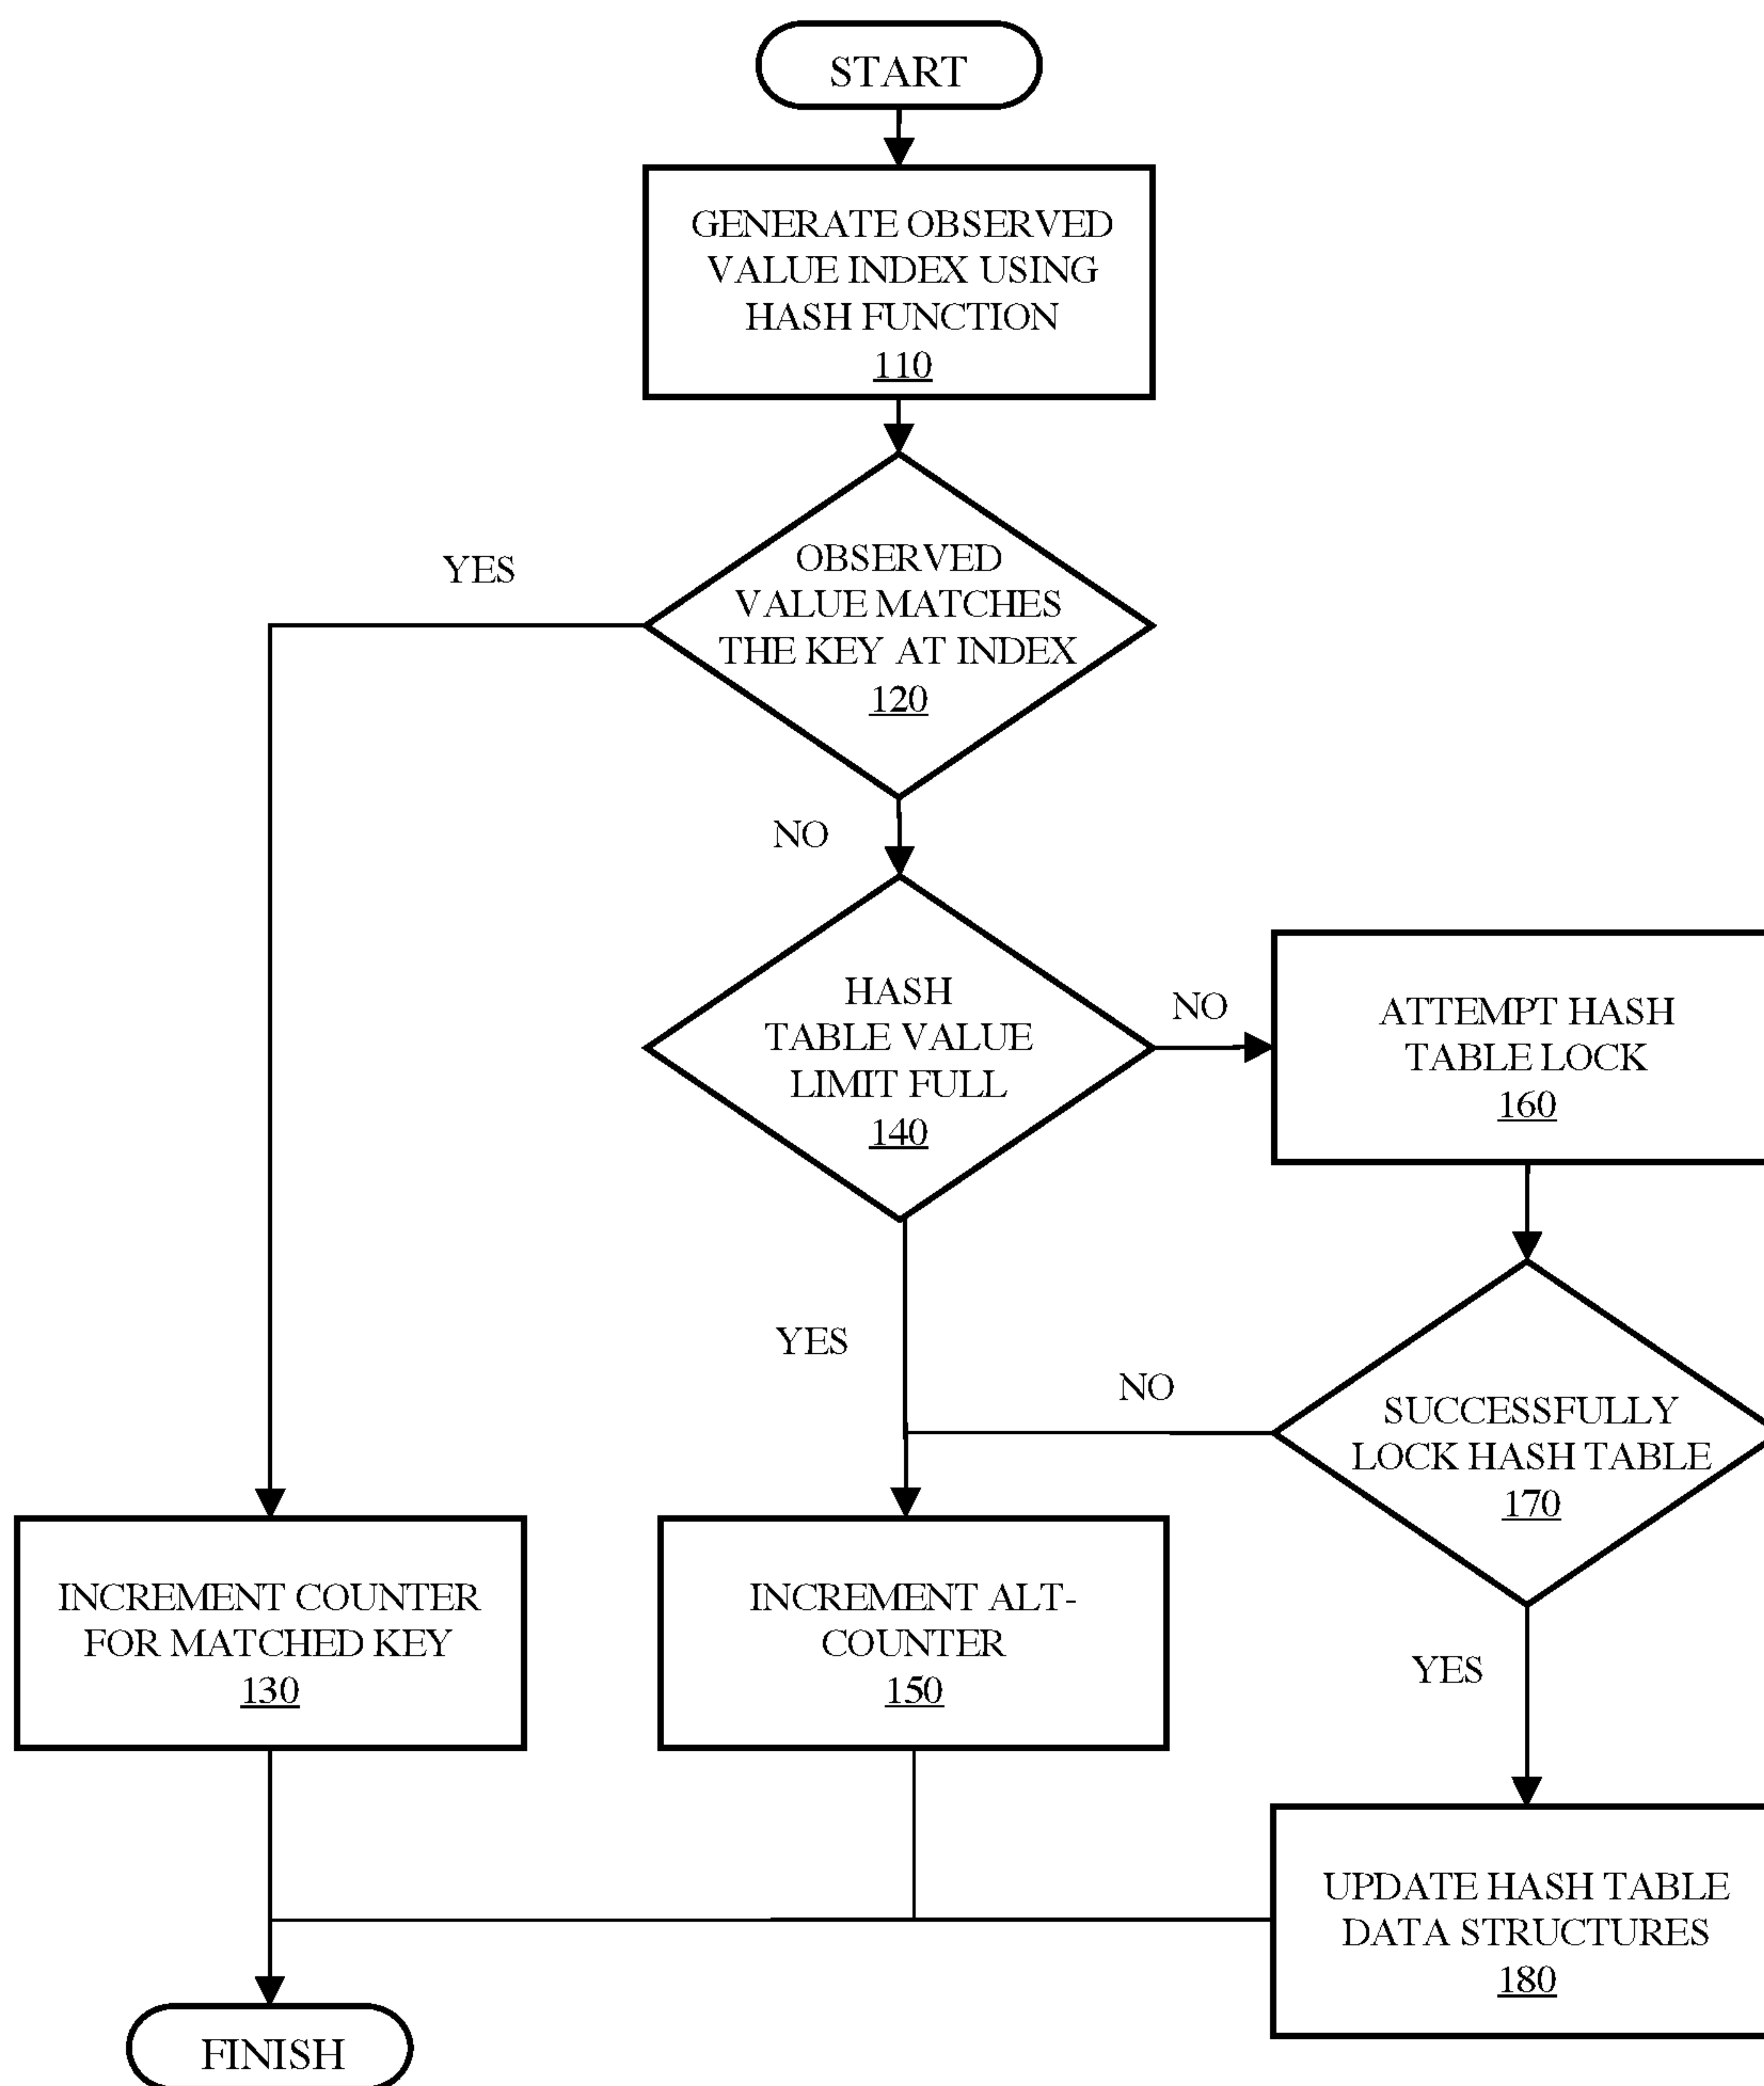 START
GENERATE OBSERVED
VALUE INDEX USING
HASH FUNCTION
110
YES
OBSERVED
VALUE MATCHES
THE KEY AT INDEX
120
NO
HASH
TABLE VALUE
LIMIT FULL
140
NO
ATTEMPT HASH
TABLE LOCK
160
YES
NO
SUCCESSFULLY
LOCK HASH TABLE
170
INCREMENT COUNTER
FOR MATCHED KEY
130
INCREMENT ALT-
COUNTER
150
YES
UPDATE HASH TABLE
DATA STRUCTURES
180
FINISH